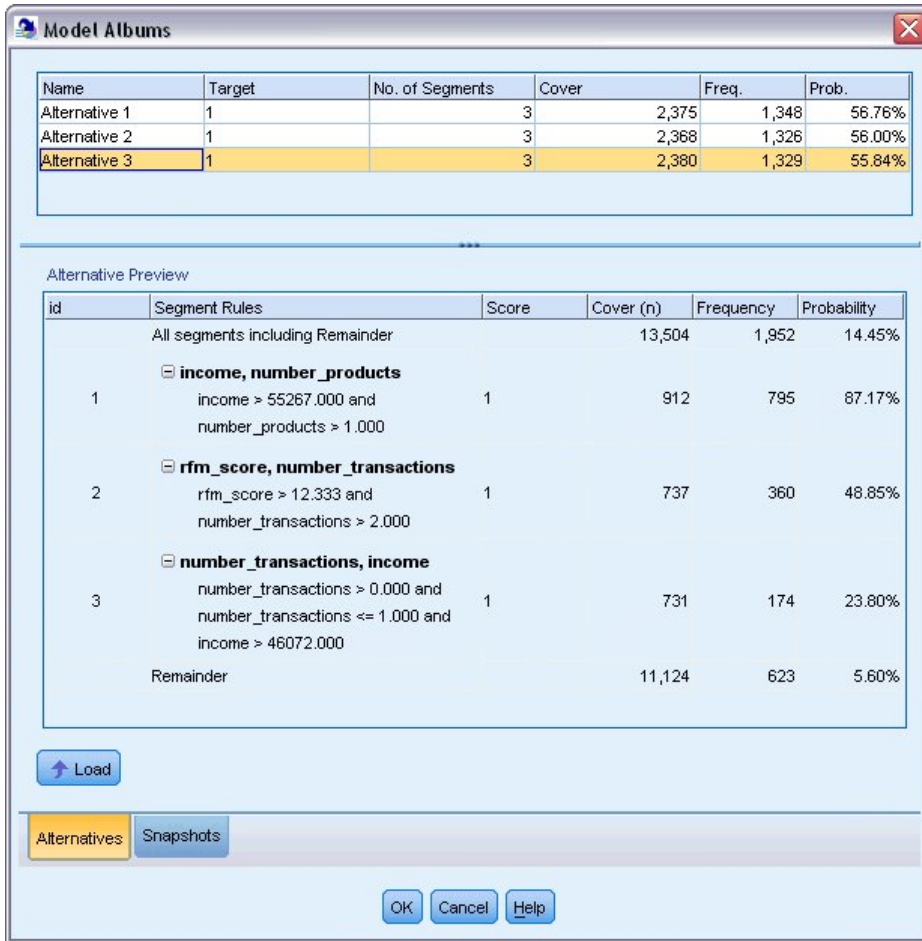 Model Albums
Name Target No. of Segments Cover Freq. Prob.
Alternative 1 1 3 2,375 1,348 56.76%
Alternative 2 1 3 2,368 1,326 56.00%
Alternative 3 1 3 2,380 1,329 55.84%
Alternative Preview
id Segment Rules Score Cover (n) Frequency Probability
All segments including Remainder 13,504 1,952 14.45%
income, number_products
income > 55267.000 and
1 1 912 795 87.17%
number_products > 1.000
rfm_score, number_transactions
rfm_score > 12.333 and
2 1 737 360 48.85%
number_transactions > 2.000
number_transactions, income
number_transactions > 0.000 and
3 1 731 174 23.80%
number_transactions <= 1.000 and
income > 46072.000
Remainder 11,124 623 5.60%
Load
Alternatives Snapshots
OK Cancel Help